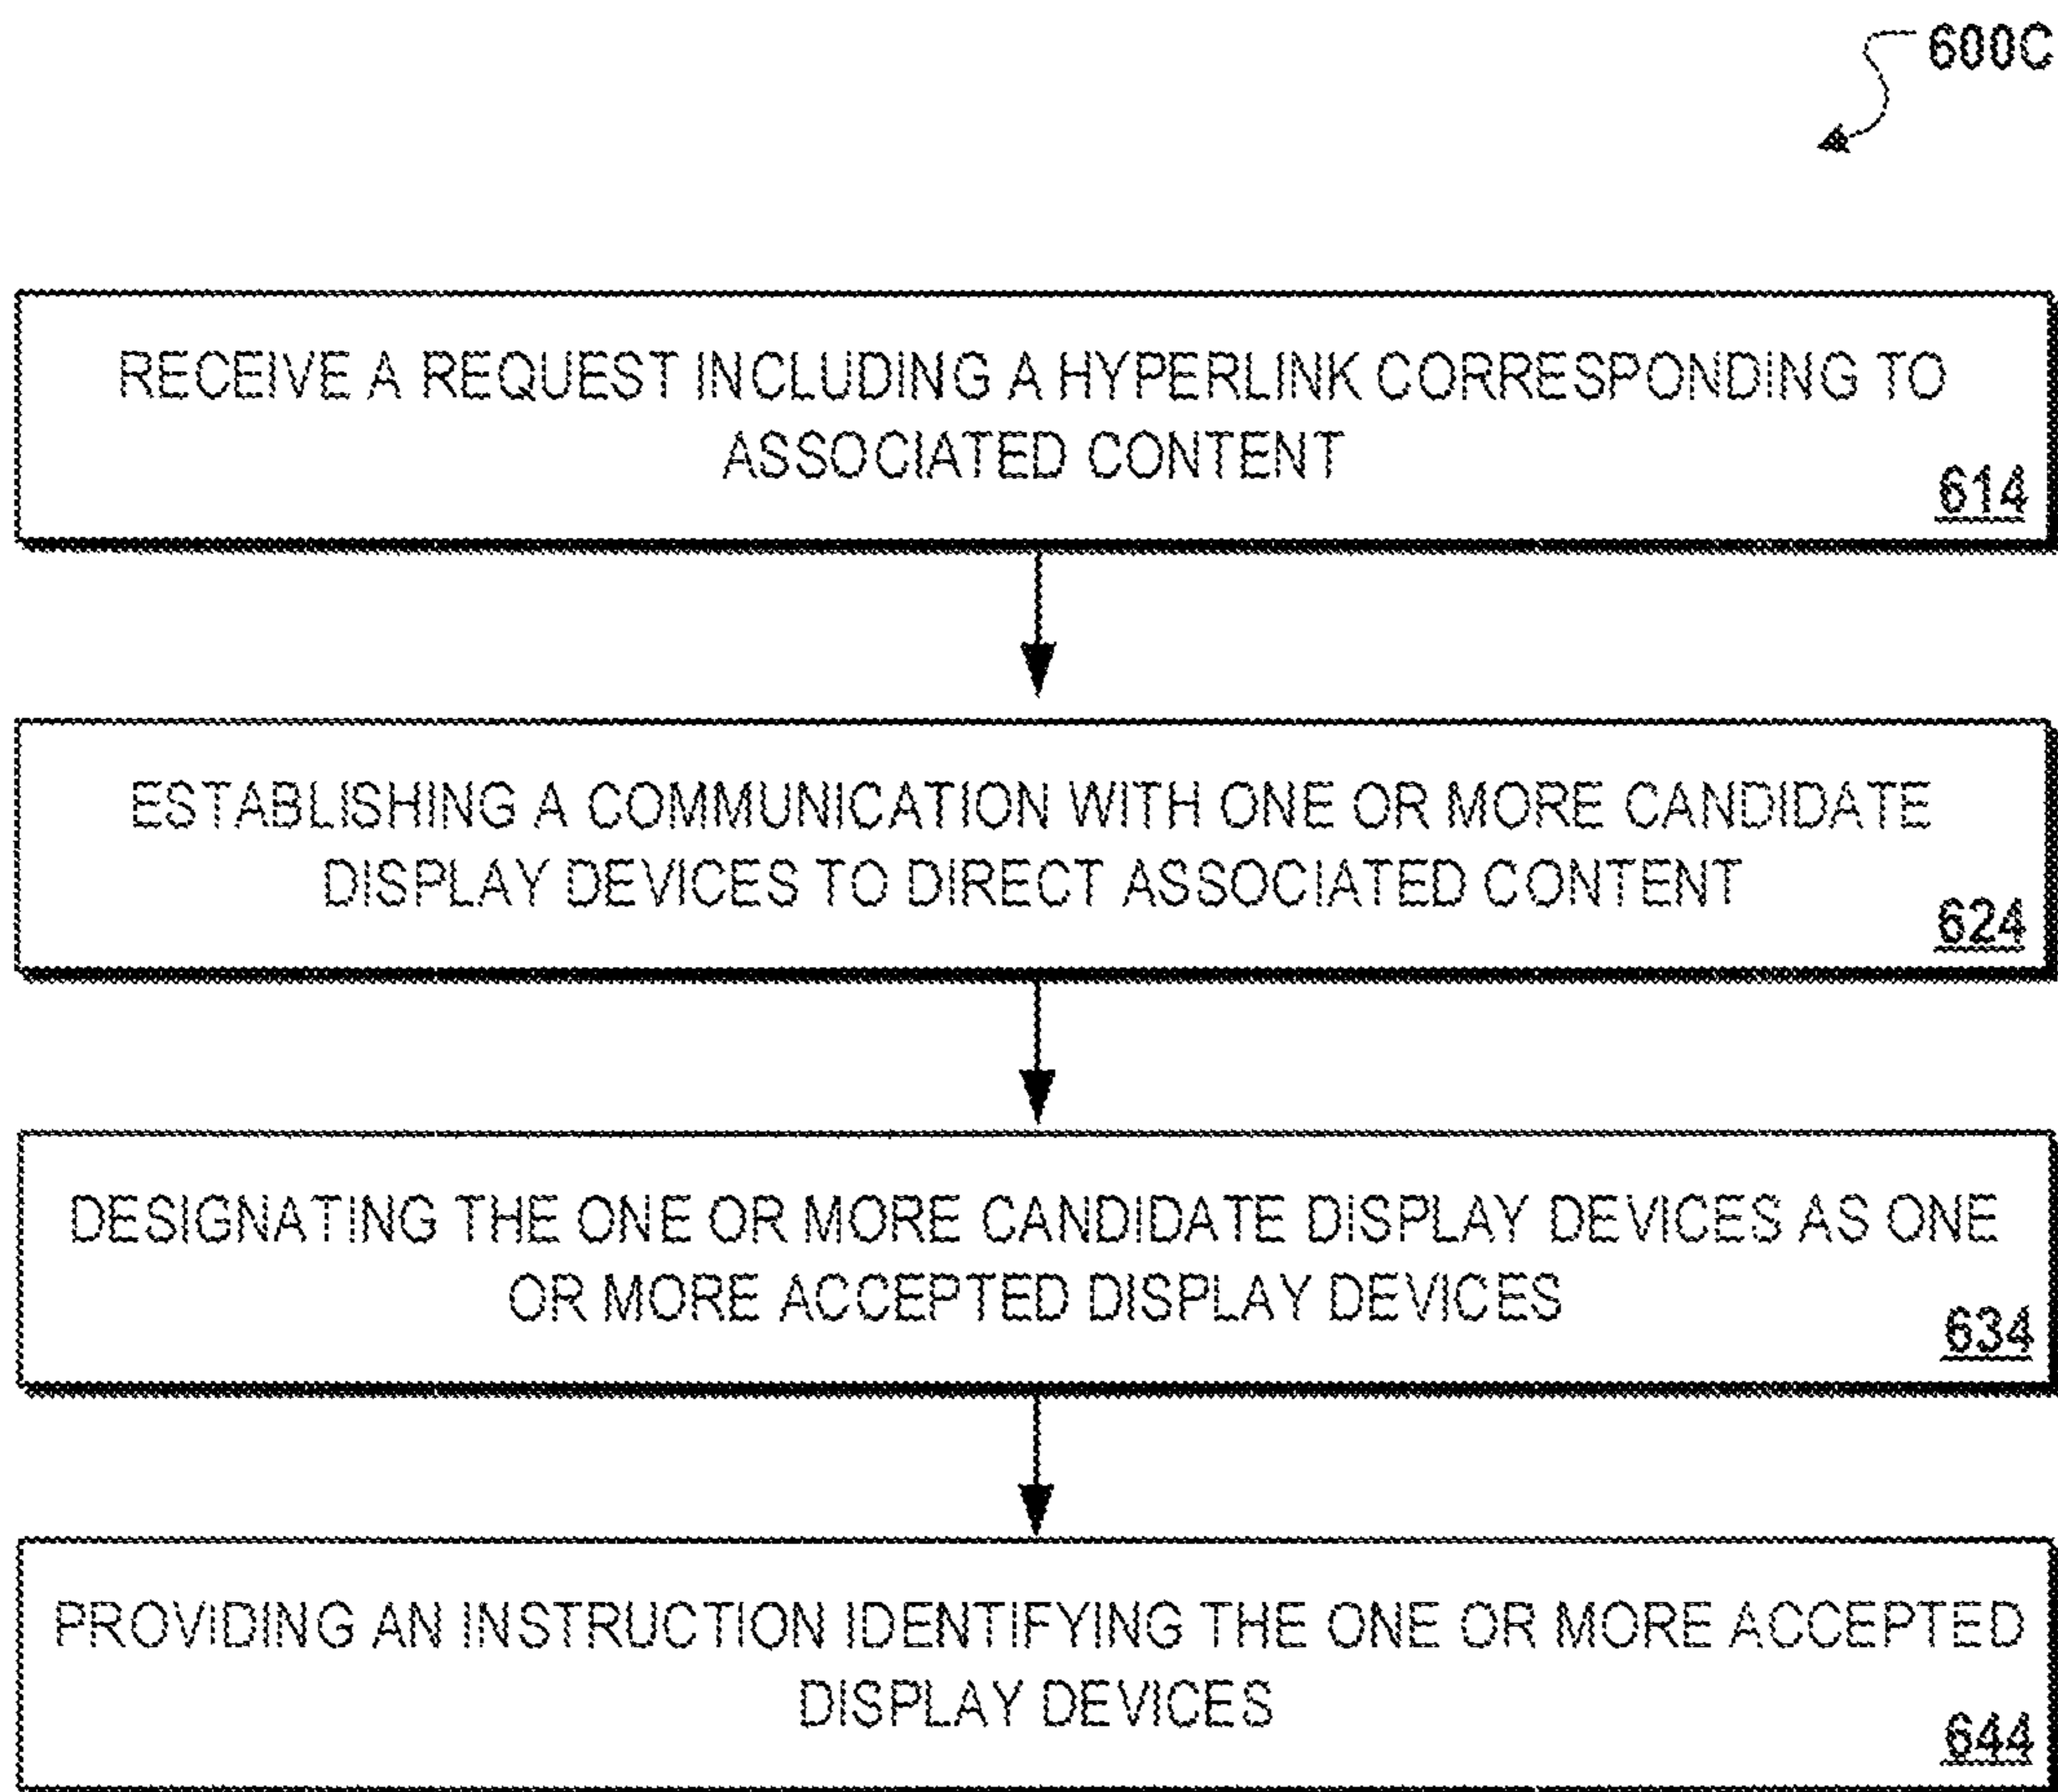 600C
RECEIVE A REQUEST INCLUDING A HYPERLINK CORRESPONDING TO
ASSOCIATED CONTENT
614
ESTABLISHING A COMMUNICATION WITH ONE OR MORE CANDIDATE
DISPLAY DEVICES TO DIRECT ASSOCIATED CONTENT
624
DESIGNATING THE ONE OR MORE CANDIDATE DISPLAY DEVICES AS ONE
OR MORE ACCEPTED DISPLAY DEVICES
634
PROVIDING AN INSTRUCTION IDENTIFYING THE ONE OR MORE ACCEPTED
DISPLAY DEVICES
644